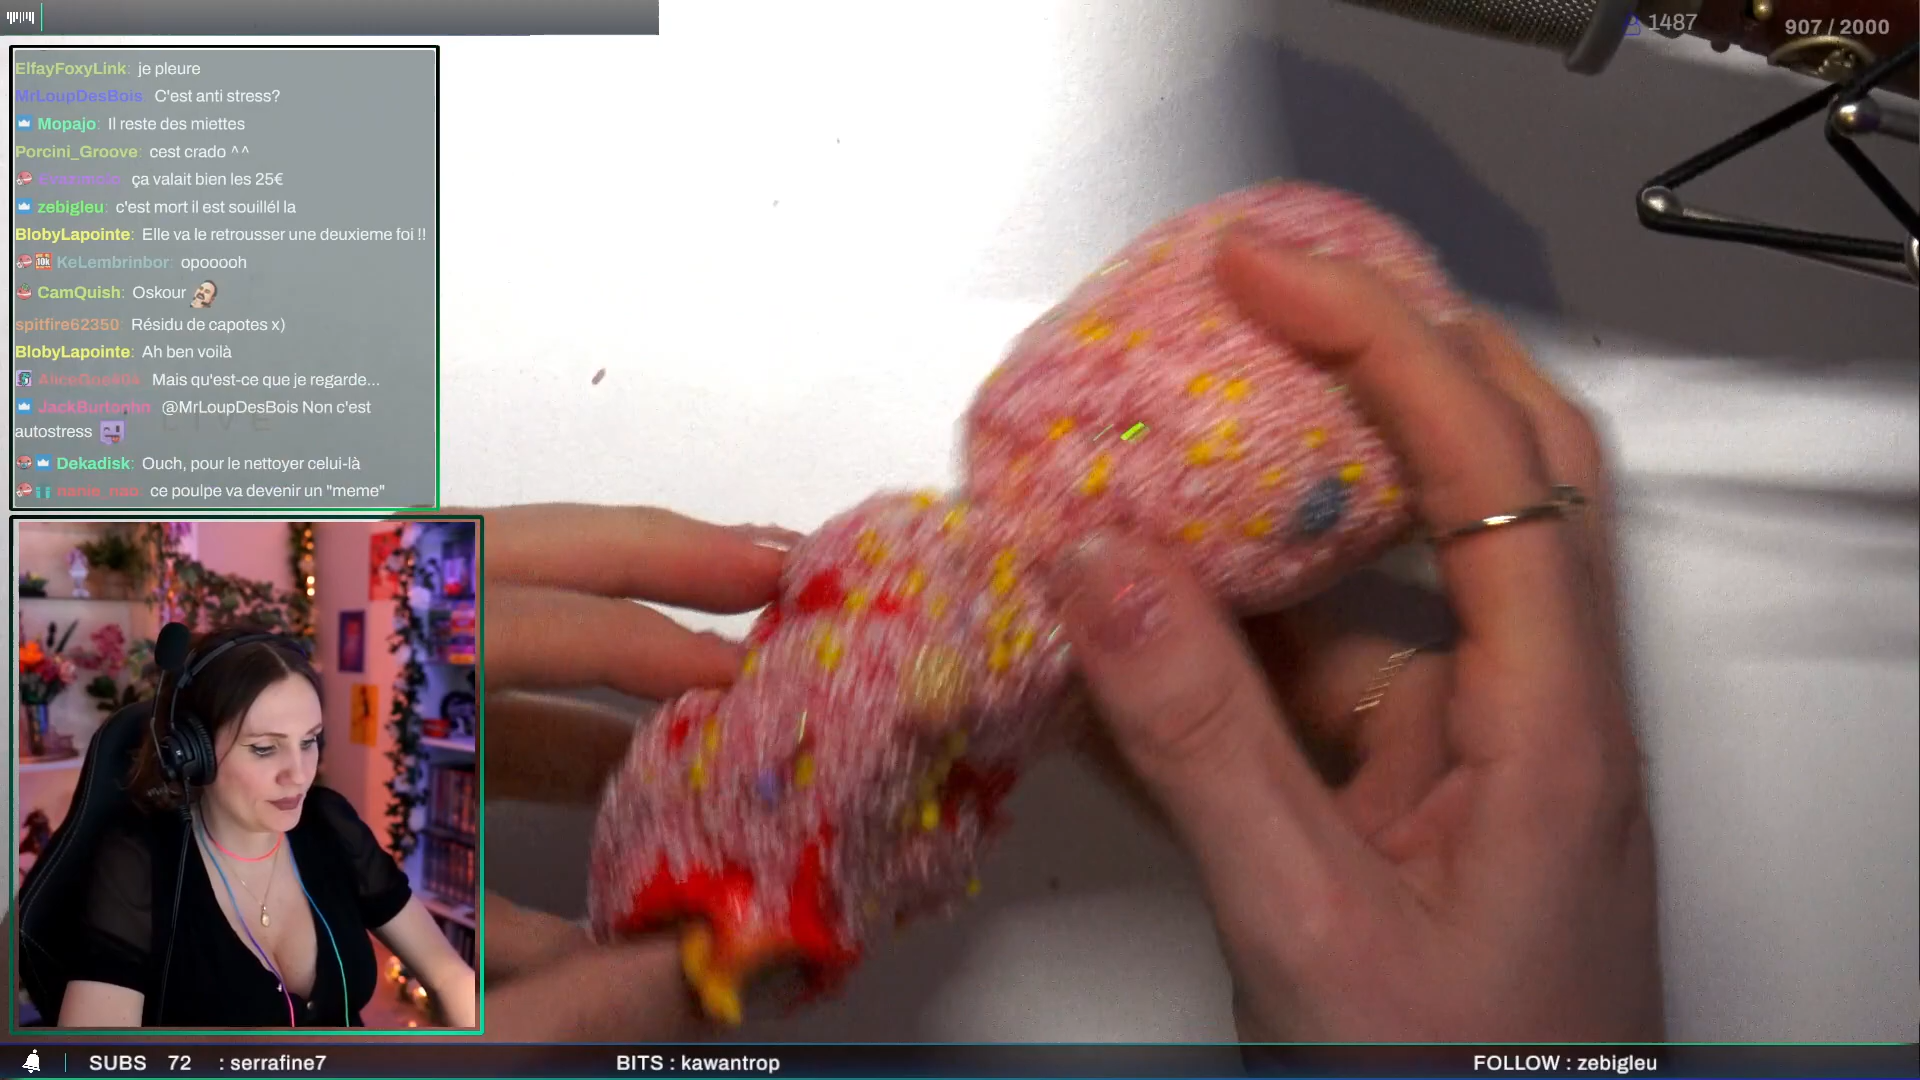 1487
907 / 2000
ElfayFoxyLink: je pleure
MrLoupDesBois: C'est anti stress?
Mopajo: Il reste des miettes
Porcini_Groove: cest crado ^^
ça valait bien les 25€
zebigleu: c'est mort il est souillél la
BlobyLapointe: Elle va le retrousser une deuxieme foi !!
KeLembrinbor: opooooh
CamQuish: Oskour
spitfire62350: Résidu de capotes x)
BlobyLapointe: Ah ben voilà
Mais qu'est-ce que je regarde...
JackBurtonhn @MrLoupDesBois Non c'est
autostress
LIVE
Dekadisk: Ouch, pour le nettoyer celui-là
nanie_nao: ce poulpe va devenir un "meme"
SUBS 72 : serrafine7
BITS : kawantrop
FOLLOW : zebigleu